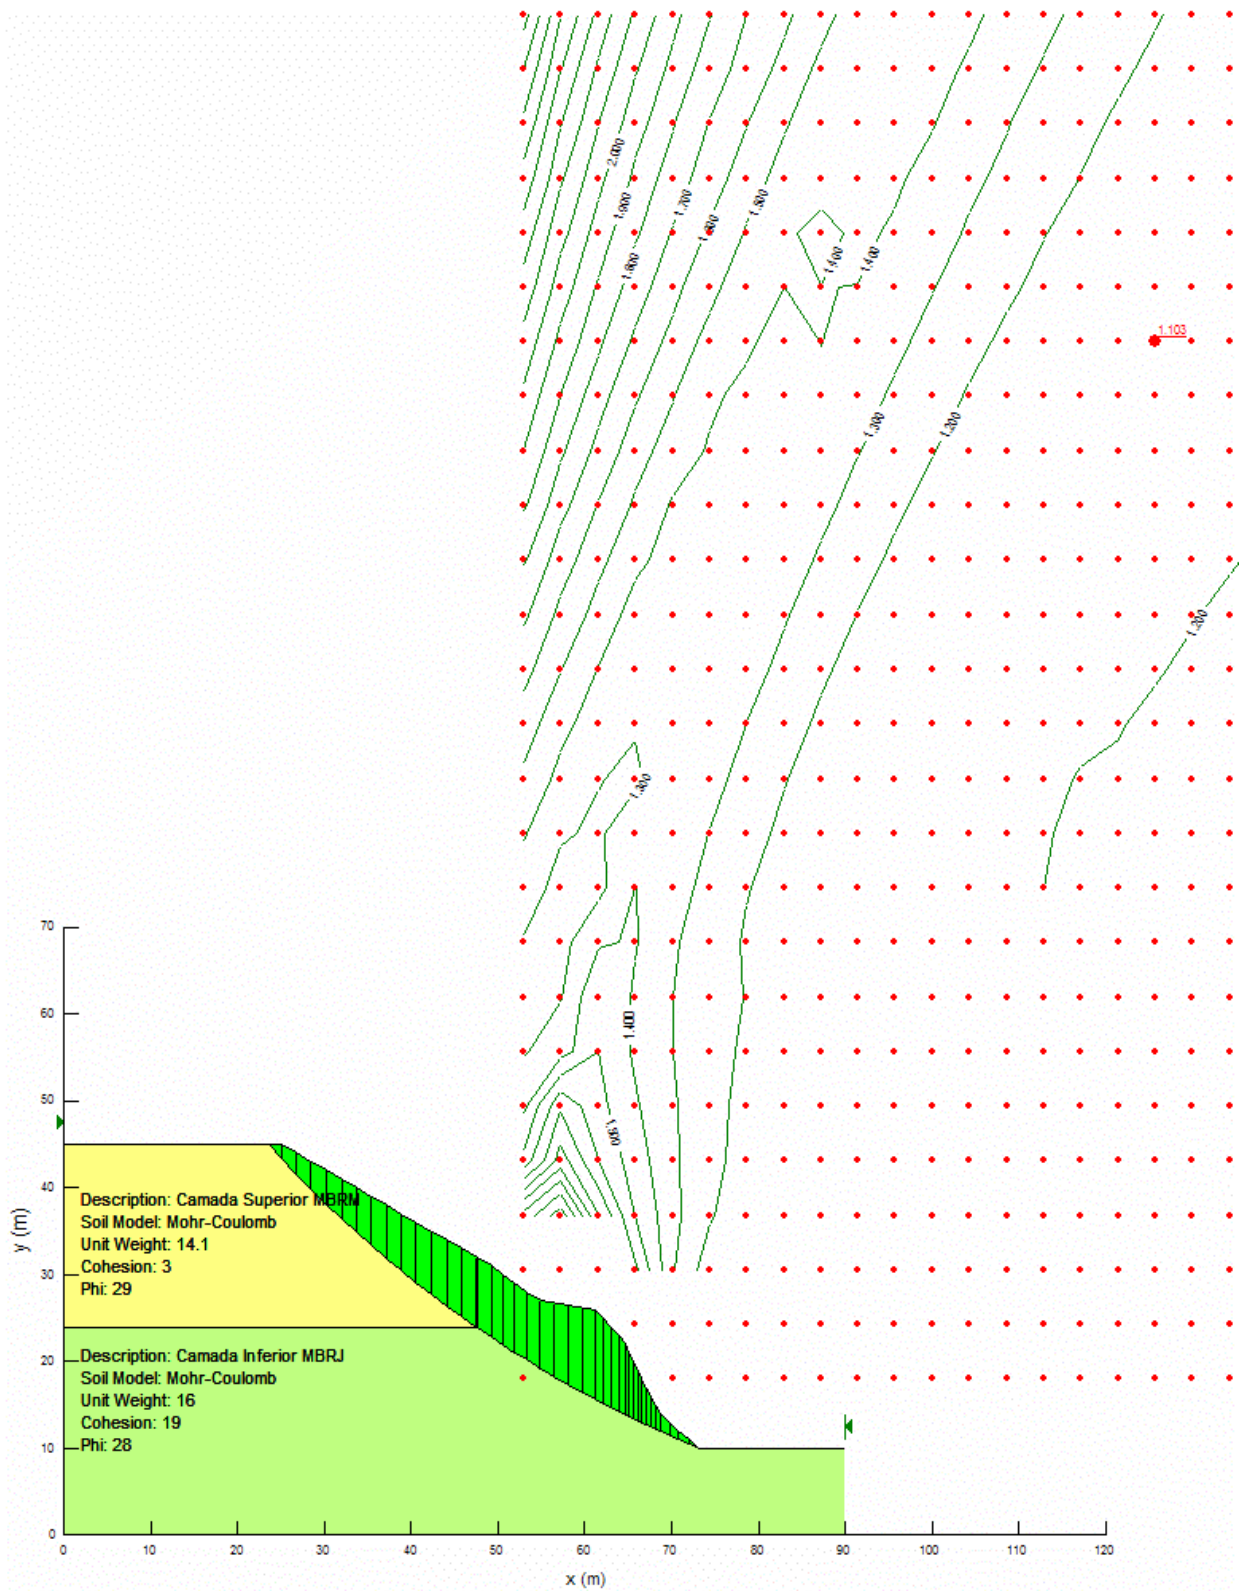 2.000
1.900
1.800
1.700
1.600
1.500
1.400
1.400
1.103
1.300
1.200
1.200
1.300
1.400
1.500
70
60
50
40
30
20
10
0
y (m)
Description: Camada Superior MBRM
Soil Model: Mohr-Coulomb
Unit Weight: 14.1
Cohesion: 3
Phi: 29
Description: Camada Inferior MBRJ
Soil Model: Mohr-Coulomb
Unit Weight: 16
Cohesion: 19
Phi: 28
0 10 20 30 40 50 60 70 80 90 100 110 120
x (m)